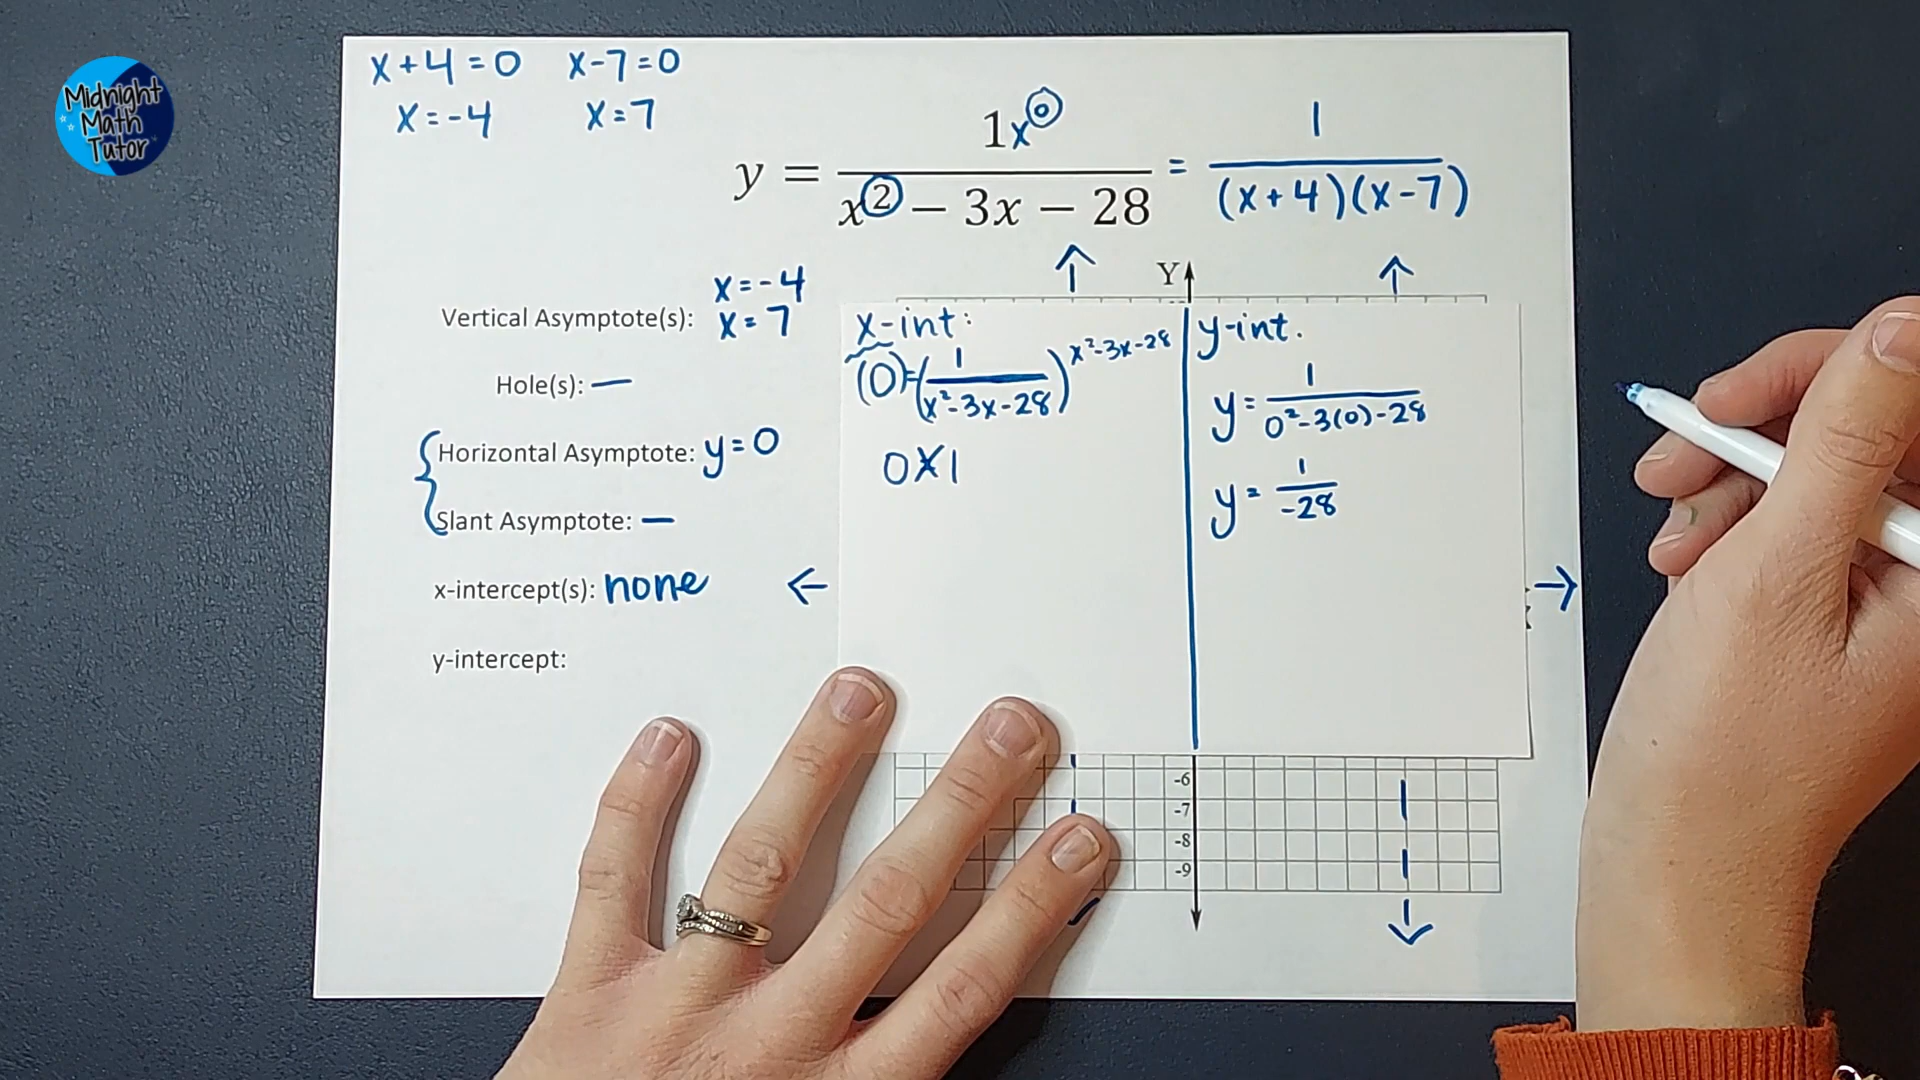 Midnight
Math
Tutor
x+4=0 x-7=0
x=-4 x=7
y = 1x⁰ / x² − 3x − 28 = 1 / (x+4)(x-7)
Vertical Asymptote(s): x=-4
x=7
Hole(s): —
Horizontal Asymptote: y=0
Slant Asymptote: —
x-intercept(s): none
y-intercept:
Y
x-int:
(0)=(1 / x²-3x-28) x²-3x-28
0X1
y-int.
y= 1 / 0²-3(0)-28
y= 1 / -28
-6
-7
-8
-9